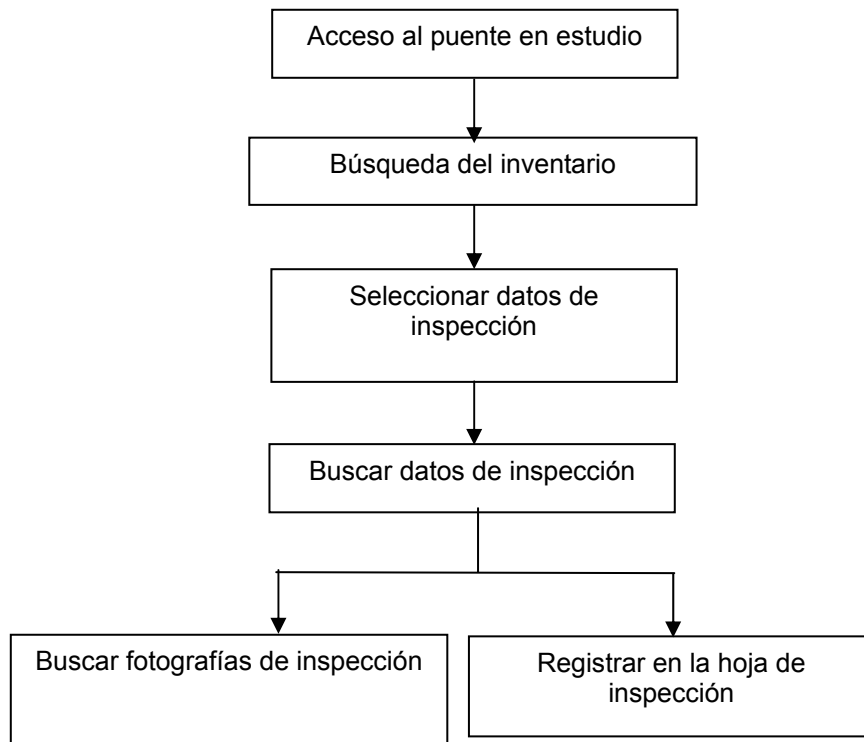 Acceso al puente en estudio
Búsqueda del inventario
Seleccionar datos de
inspección
Buscar datos de inspección
Buscar fotografías de inspección
Registrar en la hoja de
inspección